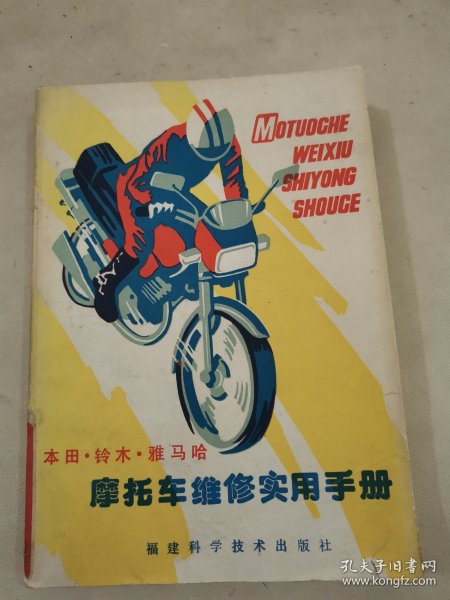 MOTUOCHE
WEIXIU
SHIYONG
SHOUCE
本田·铃木·雅马哈
摩托车维修实用手册
福建科学技术出版社
孔夫子旧书网
www.kongfz.com